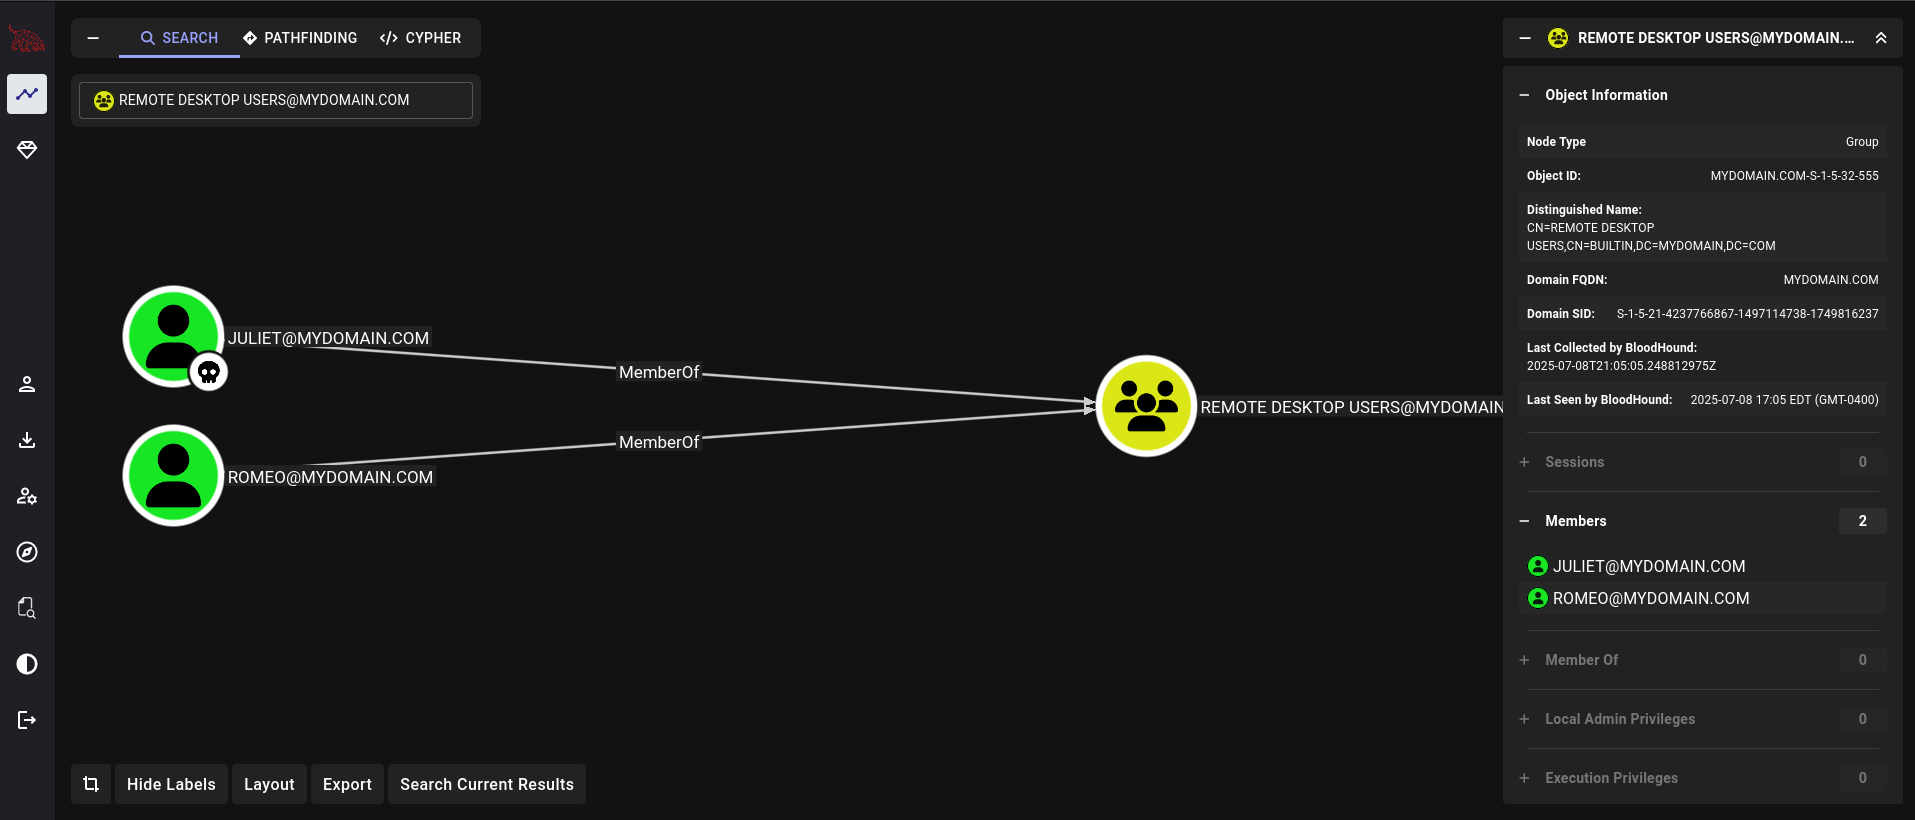 SEARCH
PATHFINDING
CYPHER
REMOTE DESKTOP USERS@MYDOMAIN.COM
JULIET@MYDOMAIN.COM
MemberOf
REMOTE DESKTOP USERS@MYDOMAIN
MemberOf
ROMEO@MYDOMAIN.COM
Hide Labels
Layout
Export
Search Current Results
REMOTE DESKTOP USERS@MYDOMAIN....
Object Information
Node Type Group
Object ID: MYDOMAIN.COM-S-1-5-32-555
Distinguished Name:
CN=REMOTE DESKTOP
USERS,CN=BUILTIN,DC=MYDOMAIN,DC=COM
Domain FQDN: MYDOMAIN.COM
Domain SID: S-1-5-21-4237766867-1497114738-1749816237
Last Collected by BloodHound:
2025-07-08T21:05:05.248812975Z
Last Seen by BloodHound: 2025-07-08 17:05 EDT (GMT-0400)
Sessions 0
Members 2
JULIET@MYDOMAIN.COM
ROMEO@MYDOMAIN.COM
Member Of 0
Local Admin Privileges 0
Execution Privileges 0